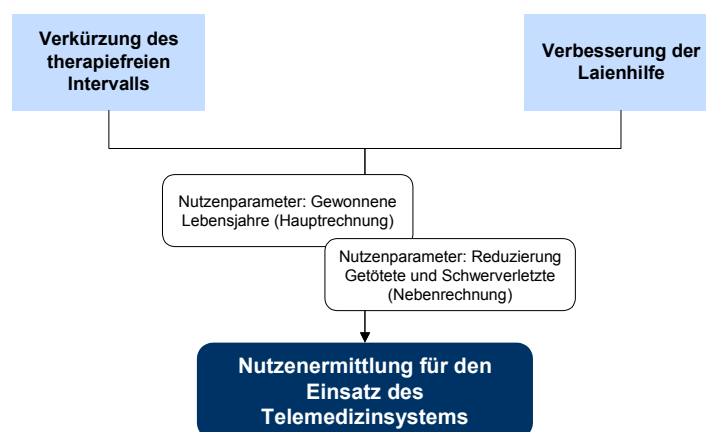 Verkürzung des
therapiefreien
Intervalls
Verbesserung der
Laienhilfe
Nutzenparameter: Gewonnene
Lebensjahre (Hauptrechnung)
Nutzenparameter: Reduzierung
Getötete und Schwerverletzte
(Nebenrechnung)
Nutzenermittlung für den
Einsatz des
Telemedizinsystems